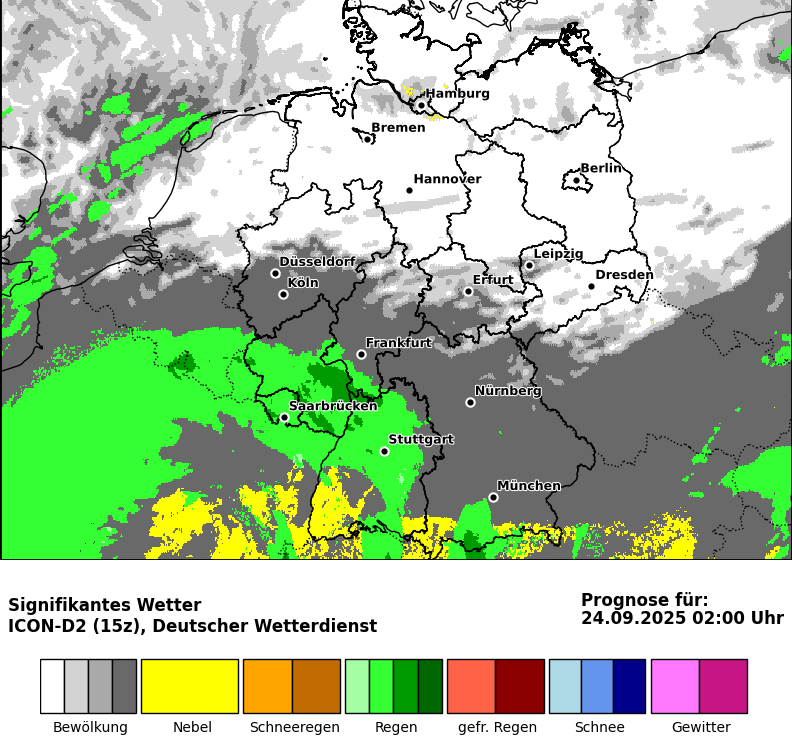 Hamburg
Bremen
Berlin
Hannover
Leipzig
Düsseldorf
Dresden
Köln
Erfurt
Frankfurt
Nürnberg
Saarbrücken
Stuttgart
München
Signifikantes Wetter
ICON-D2 (15z), Deutscher Wetterdienst
Prognose für:
24.09.2025 02:00 Uhr
Bewölkung
Nebel
Schneeregen
Regen
gefr. Regen
Schnee
Gewitter